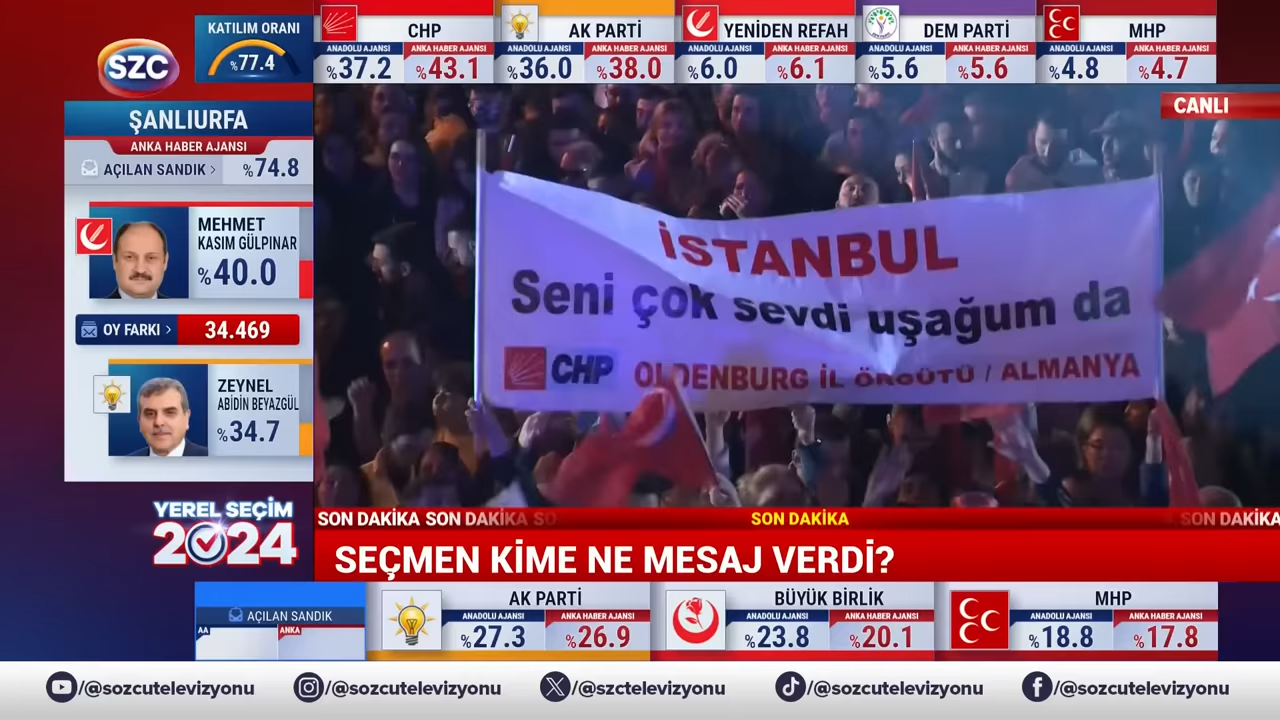 SZC
KATILIM ORANI
%77.4
CHP
ANADOLU AJANSI
ANKA HABER AJANSI
%37.2
%43.1
AK PARTİ
ANADOLU AJANSI
ANKA HABER AJANSI
%36.0
%38.0
YENİDEN REFAH
ANADOLU AJANSI
ANKA HABER AJANSI
%6.0
%6.1
DEM PARTİ
ANADOLU AJANSI
ANKA HABER AJANSI
%5.6
%5.6
MHP
ANADOLU AJANSI
ANKA HABER AJANSI
%4.8
%4.7
CANLI
ŞANLIURFA
ANKA HABER AJANSI
AÇILAN SANDIK
%74.8
MEHMET
KASIM GÜLPINAR
%40.0
OY FARKI
34.469
ZEYNEL
ABİDİN BEYAZGÜL
%34.7
YEREL SEÇİM
2024
İSTANBUL
Seni çok sevdi uşağum da
CHP OLDENBURG İL ÖRGÜTÜ / ALMANYA
SON DAKİKA SON DAKİKA SO
SON DAKİKA
SON DAKİKA
SEÇMEN KİME NE MESAJ VERDİ?
AÇILAN SANDIK
AA
ANKA
AK PARTİ
ANADOLU AJANSI
ANKA HABER AJANSI
%27.3
%26.9
BÜYÜK BİRLİK
ANADOLU AJANSI
ANKA HABER AJANSI
%23.8
%20.1
MHP
ANADOLU AJANSI
ANKA HABER AJANSI
%18.8
%17.8
/@sozcutelevizyonu
/@sozcutelevizyonu
/@szctelevizyonu
/@sozcutelevizyonu
/@sozcutelevizyonu